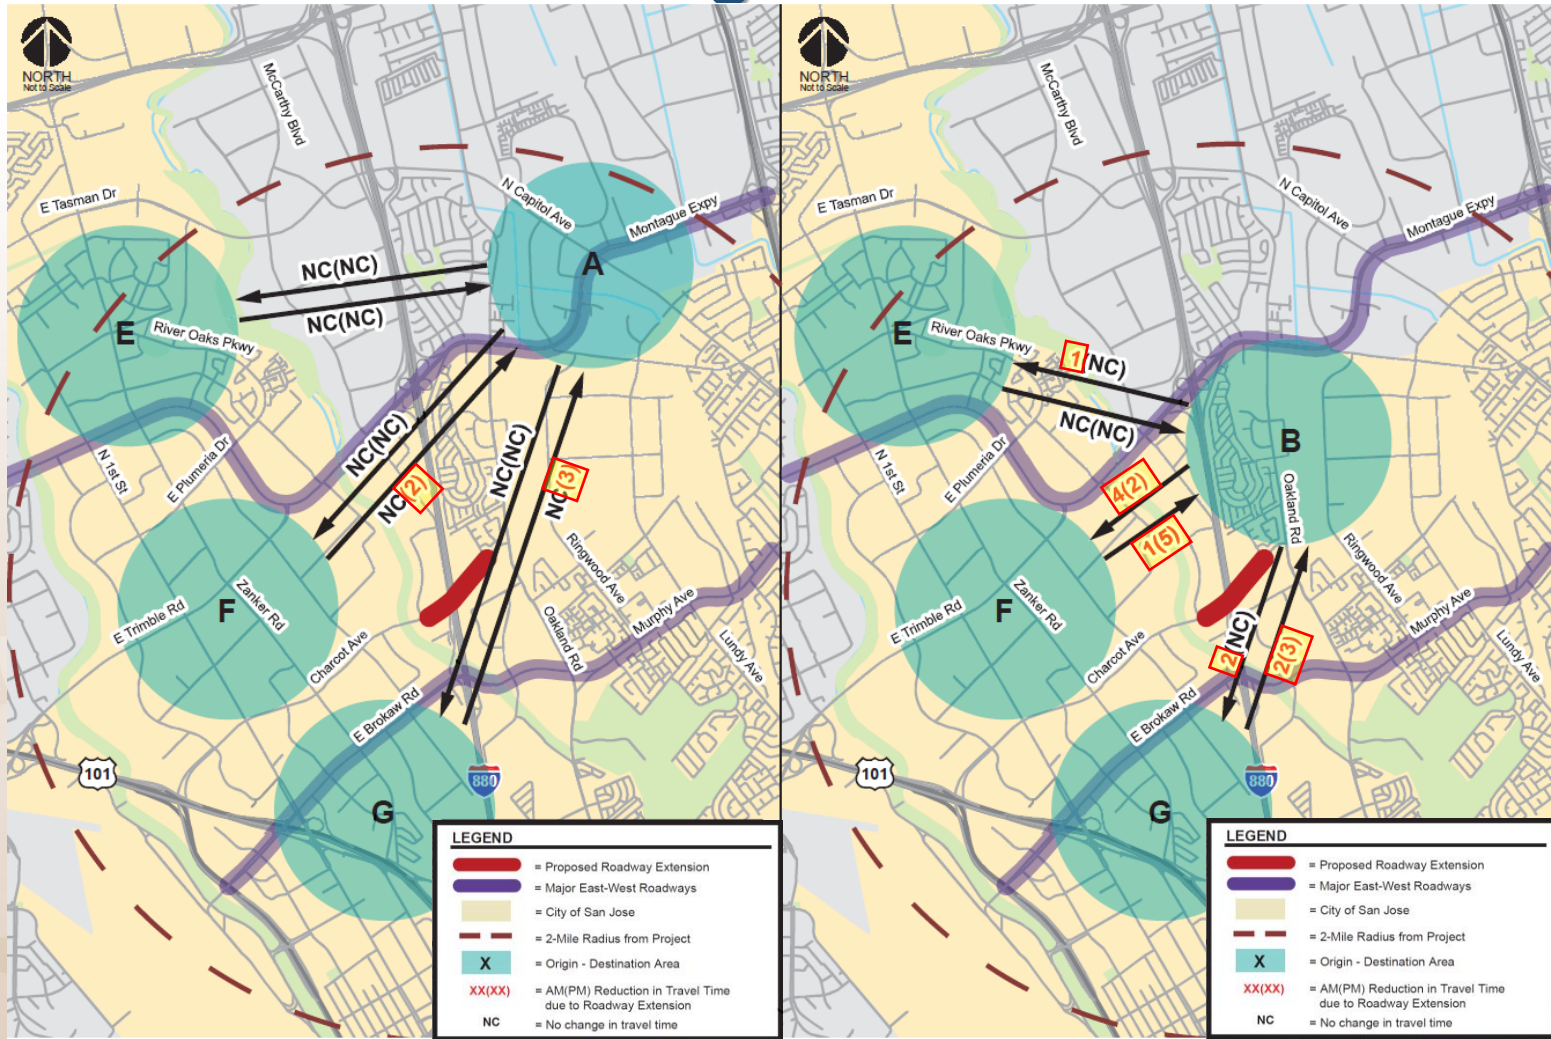 NORTH
Not to Scale
McCarthy Blvd
E Tasman Dr
N Capitol Ave
Montague Expy
A
NC(NC)
NC(NC)
E
River Oaks Pkwy
NC(NC)
NC(2)
NC(NC)
NC(3)
N 1st St
E Plumeria Dr
F
Zanker Rd
E Trimble Rd
Charcot Ave
Ringwood Ave
Oakland Rd
Murphy Ave
Lundy Ave
E Brokaw Rd
101
880
G
LEGEND
= Proposed Roadway Extension
= Major East-West Roadways
= City of San Jose
= 2-Mile Radius from Project
X = Origin - Destination Area
XX(XX) = AM(PM) Reduction in Travel Time
due to Roadway Extension
NC = No change in travel time
NORTH
Not to Scale
McCarthy Blvd
E Tasman Dr
N Capitol Ave
Montague Expy
E
River Oaks Pkwy
1(NC)
NC(NC)
B
4(2)
1(5)
Oakland Rd
N 1st St
E Plumeria Dr
F
Zanker Rd
E Trimble Rd
Charcot Ave
2(NC)
2(3)
Ringwood Ave
Murphy Ave
Lundy Ave
E Brokaw Rd
101
880
G
LEGEND
= Proposed Roadway Extension
= Major East-West Roadways
= City of San Jose
= 2-Mile Radius from Project
X = Origin - Destination Area
XX(XX) = AM(PM) Reduction in Travel Time
due to Roadway Extension
NC = No change in travel time